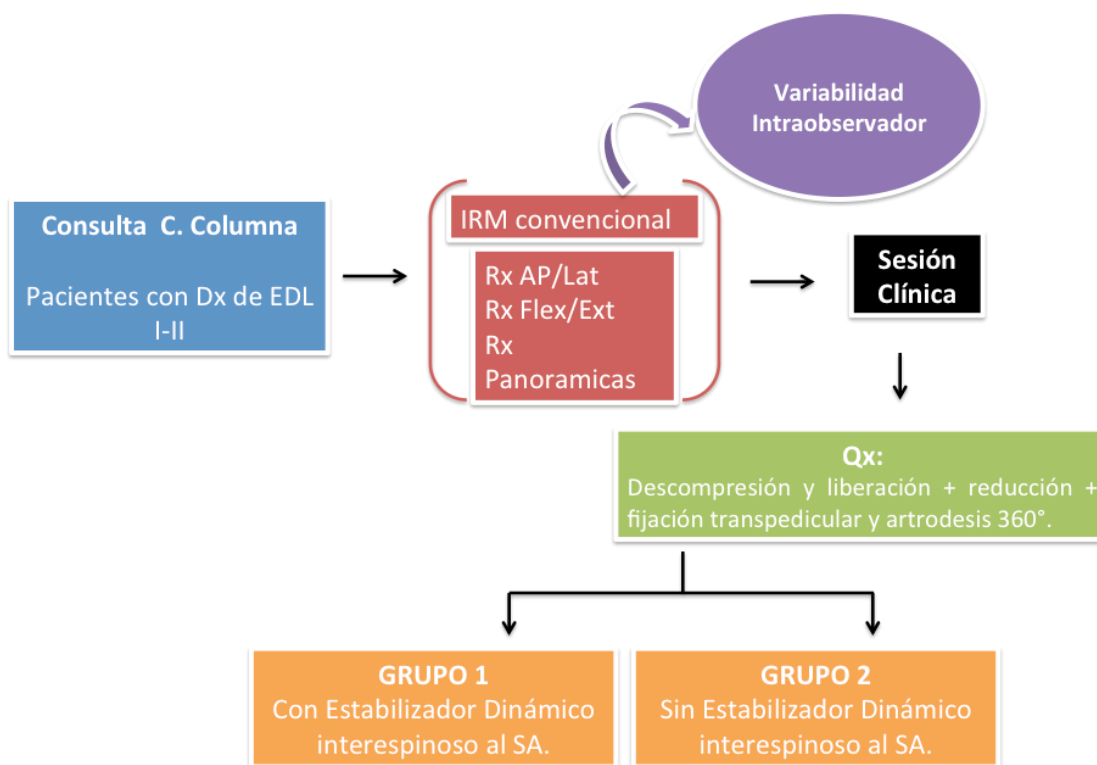 Variabilidad
Intraobservador
Consulta C. Columna
Pacientes con Dx de EDL
I-II
IRM convencional
Rx AP/Lat
Rx Flex/Ext
Rx
Panoramicas
Sesión
Clínica
Qx:
Descompresión y liberación + reducción +
fijación transpedicular y artrodesis 360°.
GRUPO 1
Con Estabilizador Dinámico
interespinoso al SA.
GRUPO 2
Sin Estabilizador Dinámico
interespinoso al SA.